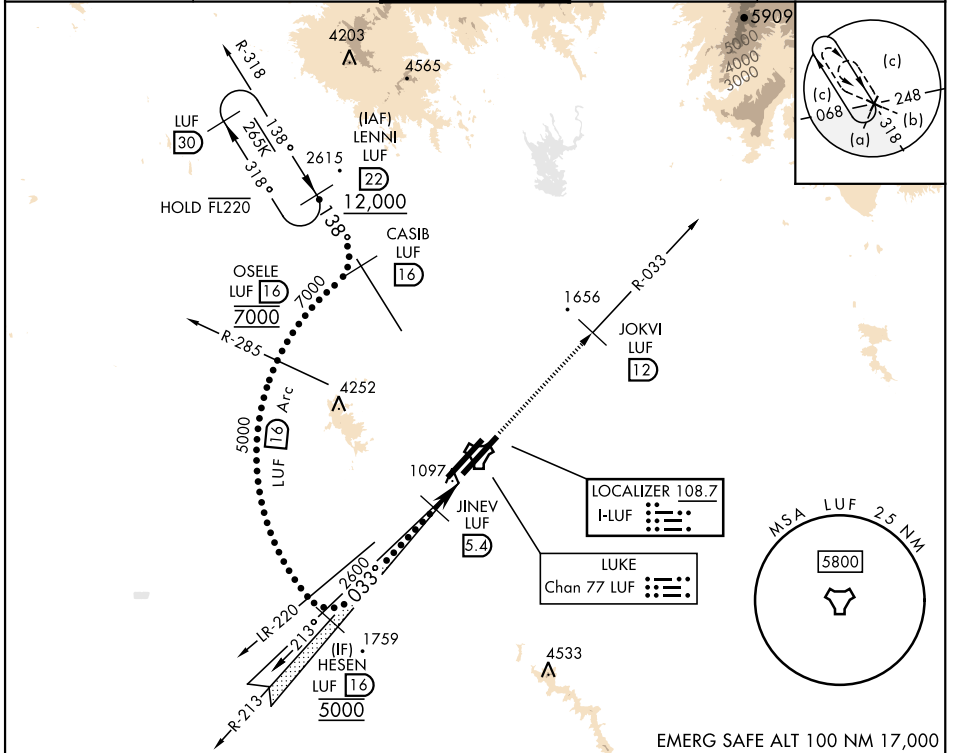 5909
5000
4000
3000
4203
4565
R-318
LUF
30
138°
265K
318°
HOLD FL220
(IAF)
LENNI
LUF
22
12,000
2615
138°
CASIB
LUF
16
OSELE
LUF 16
7000
7000
R-285
4252
5000
LUF 16 Arc
R-033
1656
JOKVI
LUF
12
1097
JINEV
LUF
5.4
LOCALIZER 108.7
I-LUF
LUKE
Chan 77 LUF
2600
033°
LR-220
213°
R-213
(IF)
HESEN
LUF 16
5000
1759
4533
MSA LUF 25 NM
5800
(c)
(c)
068
248
(b)
(a)
318
EMERG SAFE ALT 100 NM 17,000